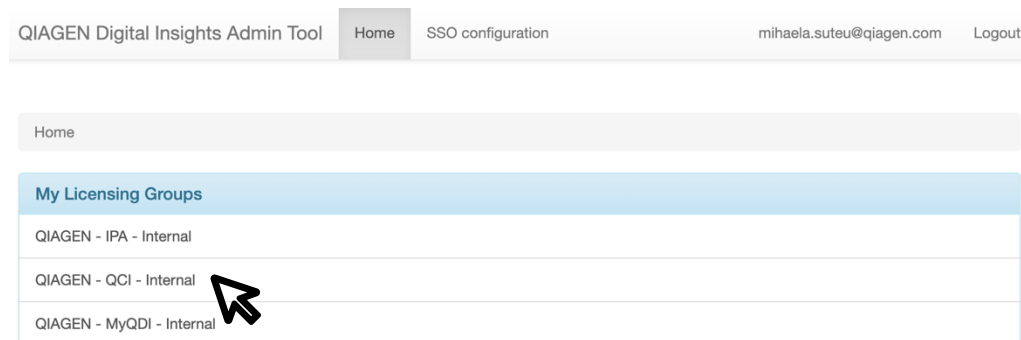 QIAGEN Digital Insights Admin Tool Home SSO configuration mihaela.suteu@qiagen.com Logout
Home
My Licensing Groups
QIAGEN - IPA - Internal
QIAGEN - QCI - Internal
QIAGEN - MyQDI - Internal